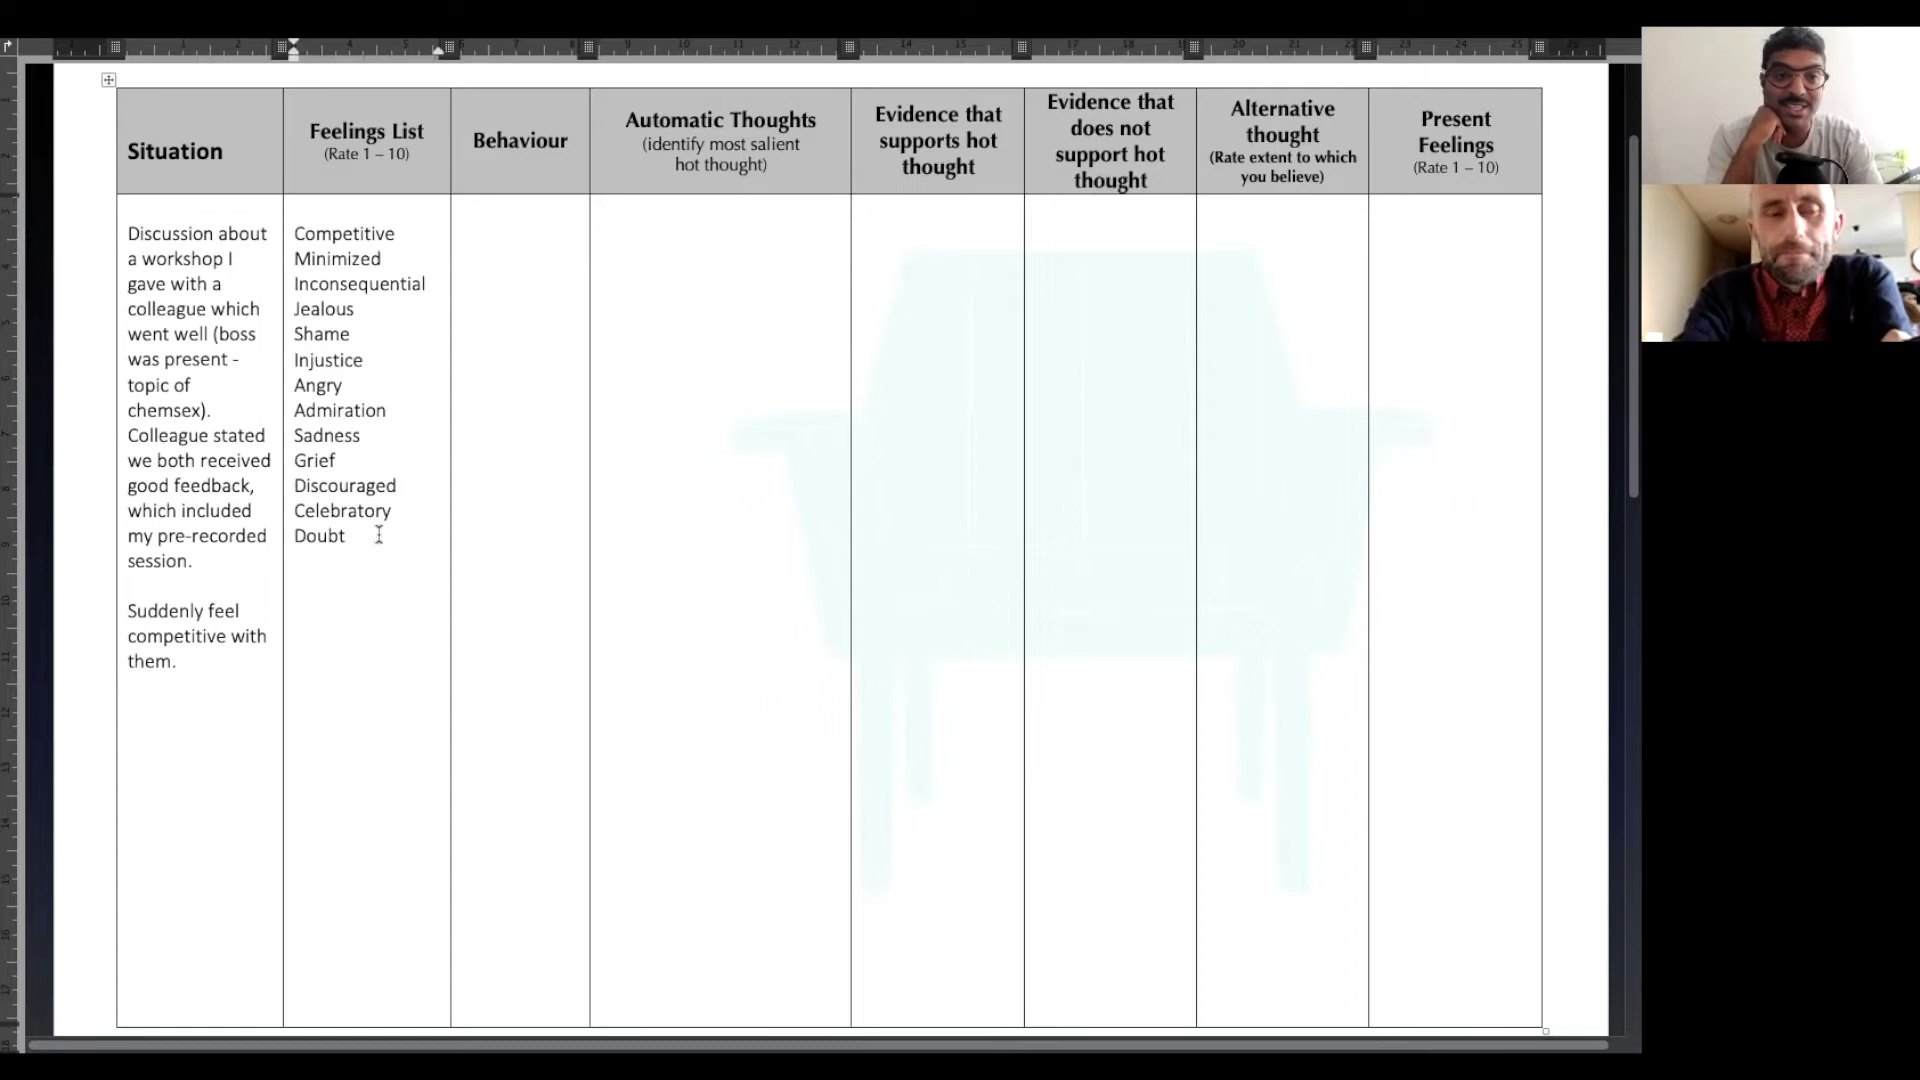 Situation
Feelings List
(Rate 1 – 10)
Behaviour
Automatic Thoughts
(identify most salient
hot thought)
Evidence that
supports hot
thought
Evidence that
does not
support hot
thought
Alternative
thought
(Rate extent to which
you believe)
Present
Feelings
(Rate 1 – 10)
Discussion about
a workshop I
gave with a
colleague which
went well (boss
was present -
topic of
chemsex).
Colleague stated
we both received
good feedback,
which included
my pre-recorded
session.
Suddenly feel
competitive with
them.
Competitive
Minimized
Inconsequential
Jealous
Shame
Injustice
Angry
Admiration
Sadness
Grief
Discouraged
Celebratory
Doubt